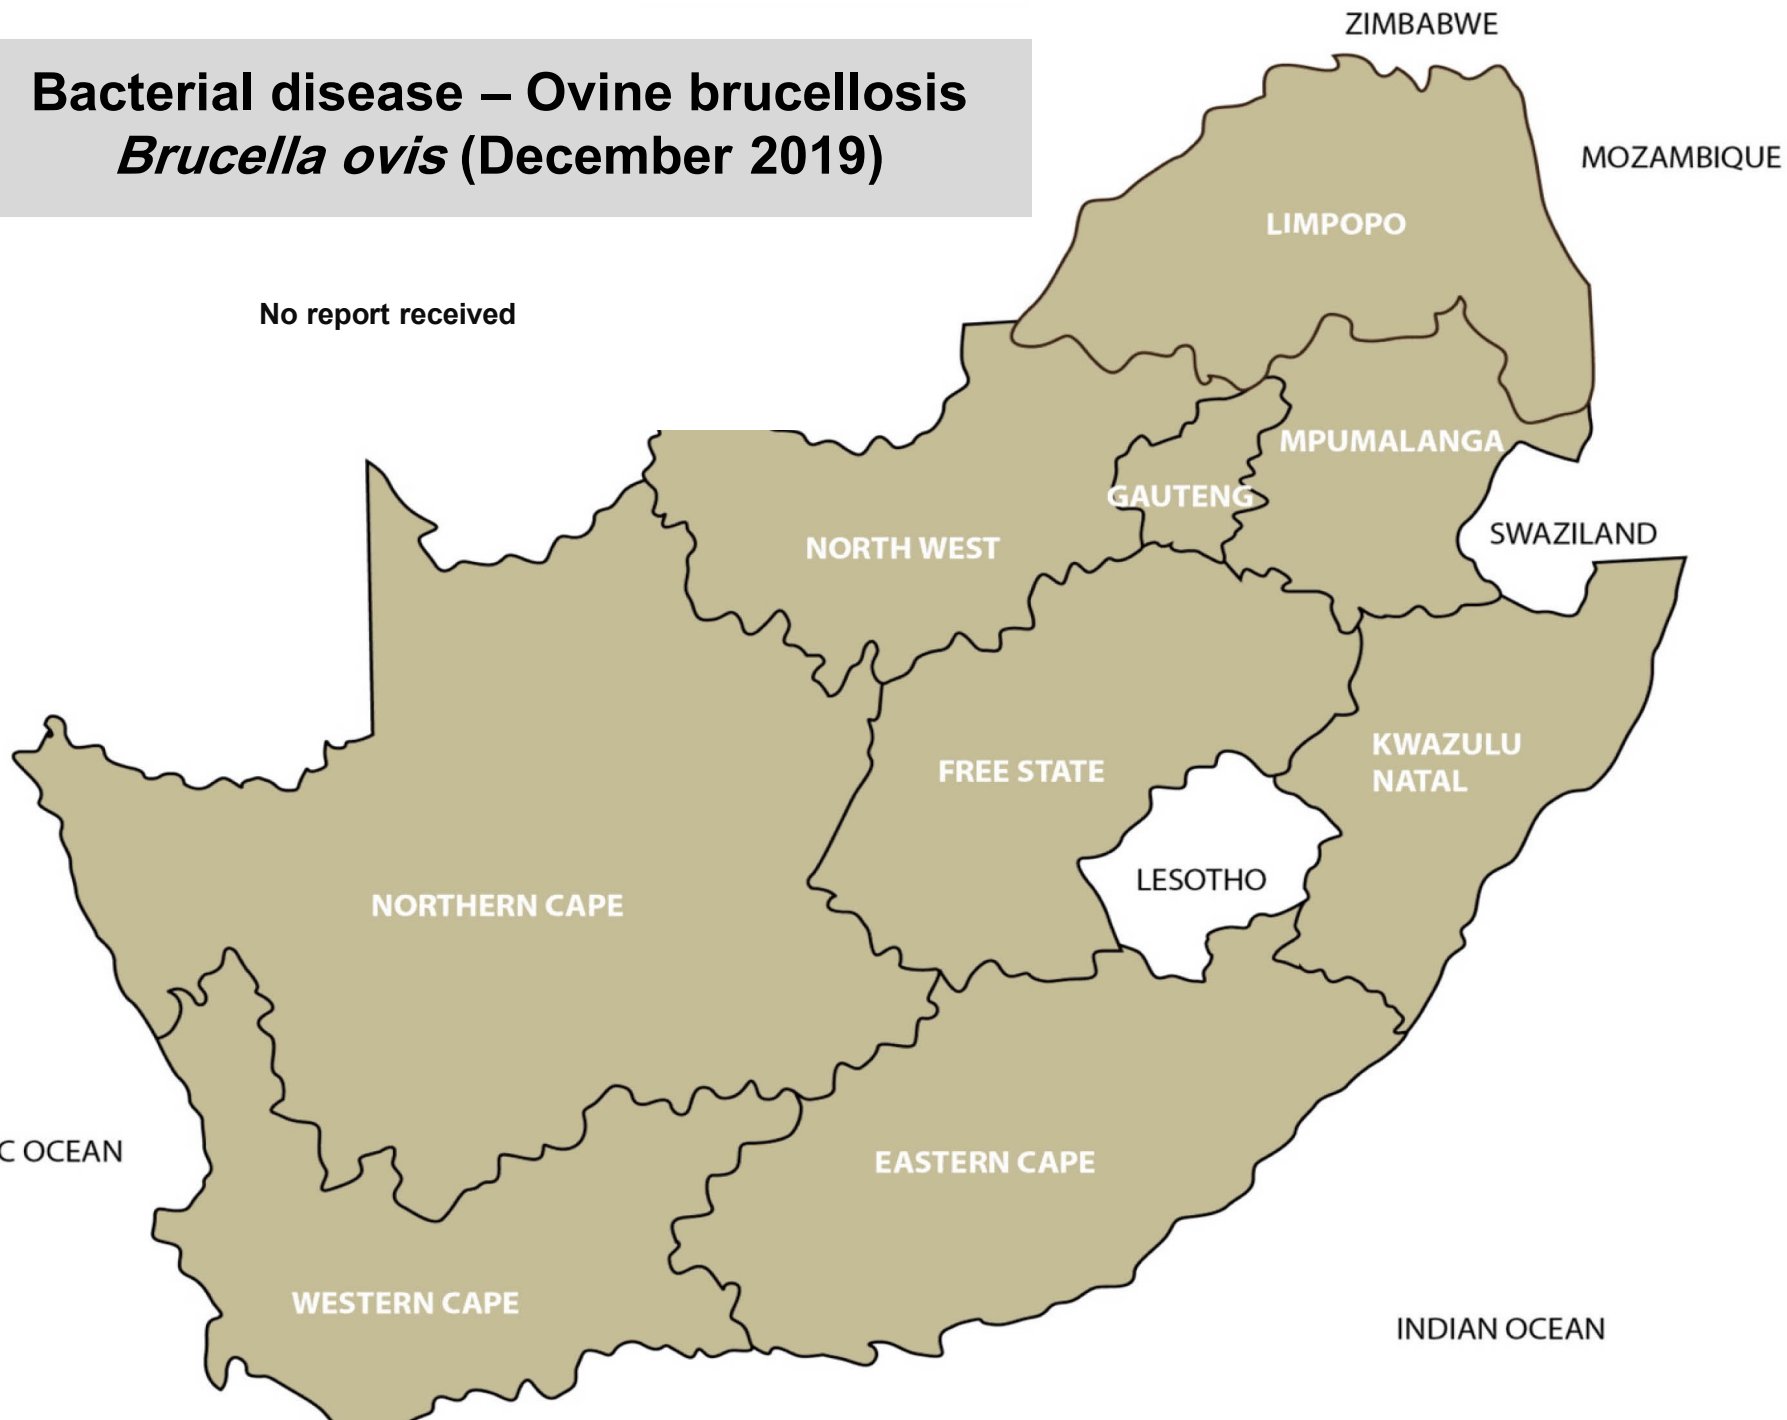 ZIMBABWE
Bacterial disease – Ovine brucellosis
Brucella ovis (December 2019)
MOZAMBIQUE
LIMPOPO
No report received
MPUMALANGA
GAUTENG
SWAZILAND
NORTH WEST
KWAZULU
NATAL
FREE STATE
LESOTHO
NORTHERN CAPE
C OCEAN
EASTERN CAPE
WESTERN CAPE
INDIAN OCEAN